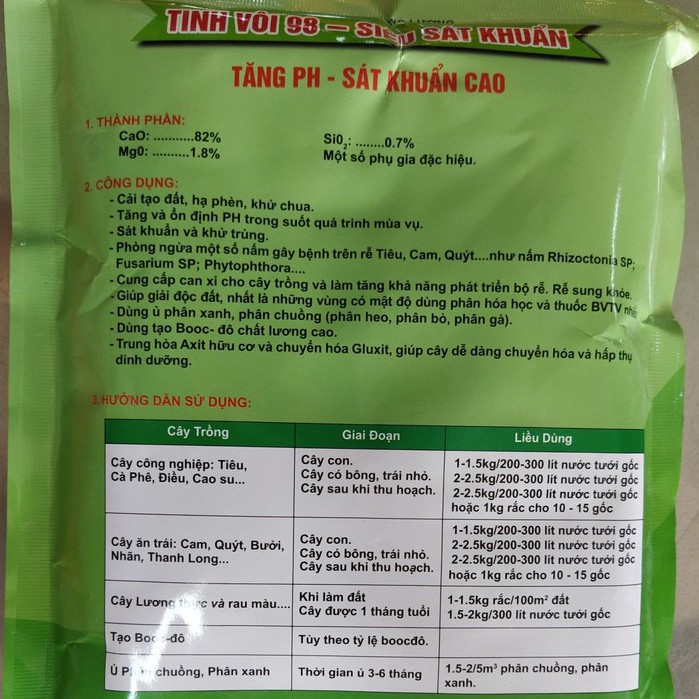 TINH VÔI 98 – SIÊU SÁT KHUẨN
TĂNG PH - SÁT KHUẨN CAO
1. THÀNH PHẦN:
CaO: ...........82%
Mg0: ..........1.8%
Si0₂: ........0.7%
Một số phụ gia đặc hiệu.
2. CÔNG DỤNG:
- Cải tạo đất, hạ phèn, khử chua.
- Tăng và ổn định PH trong suốt quá trình mùa vụ.
- Sát khuẩn và khử trùng.
- Phòng ngừa một số nấm gây bệnh trên rễ Tiêu, Cam, Quýt....như nấm Rhizoctonia SP;
Fusarium SP; Phytophthora....
- Cung cấp can xi cho cây trồng và làm tăng khả năng phát triển bộ rễ. Rễ sung khỏe.
- Giúp giải độc đất, nhất là những vùng có mật độ dùng phân hóa học và thuốc BVTV
- Dùng ủ phân xanh, phân chuồng (phân heo, phân bò, phân gà).
- Dùng tạo Booc- đô chất lương cao.
- Trung hòa Axit hữu cơ và chuyển hóa Gluxit, giúp cây dễ dàng chuyển hóa và hấp thụ
dinh dưỡng.
3. HƯỚNG DẪN SỬ DỤNG:
Cây Trồng
Giai Đoạn
Liều Dùng
Cây công nghiệp: Tiêu,
Cà Phê, Điều, Cao su...
Cây con.
Cây có bông, trái nhỏ.
Cây sau khi thu hoạch.
1-1.5kg/200-300 lít nước tưới gốc
2-2.5kg/200-300 lít nước tưới gốc
2-2.5kg/200-300 lít nước tưới gốc
hoặc 1kg rắc cho 10 - 15 gốc
Cây ăn trái: Cam, Quýt, Bưởi,
Nhãn, Thanh Long...
Cây con.
Cây có bông, trái nhỏ.
Cây sau khi thu hoạch.
1-1.5kg/200-300 lít nước tưới gốc
2-2.5kg/200-300 lít nước tưới gốc
2-2.5kg/200-300 lít nước tưới gốc
hoặc 1kg rắc cho 10 - 15 gốc
Cây Lương thực và rau màu....
Khi làm đất
Cây được 1 tháng tuổi
1-1.5kg rắc/100m² đất
1.5-2kg/300 lít nước tưới gốc
Tạo Booc-đô
Tùy theo tỷ lệ boocđô.
Ủ Phân chuồng, Phân xanh
Thời gian ủ 3-6 tháng
1.5-2/5m³ phân chuồng, phân
xanh.